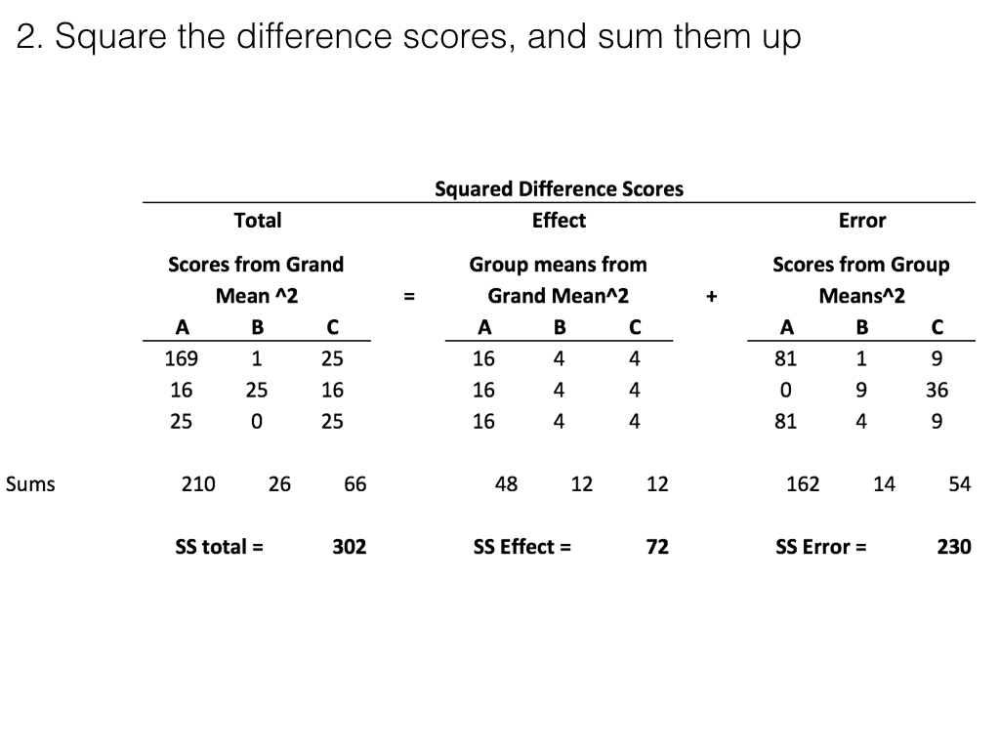 2. Square the difference scores, and sum them up
Squared Difference Scores
Total Effect Error
Scores from Grand Group means from Scores from Group
Mean ^2 = Grand Mean^2 + Means^2
A B C A B C A B C
169 1 25 16 4 4 81 1 9
16 25 16 16 4 4 0 9 36
25 0 25 16 4 4 81 4 9
Sums 210 26 66 48 12 12 162 14 54
SS total = 302 SS Effect = 72 SS Error = 230